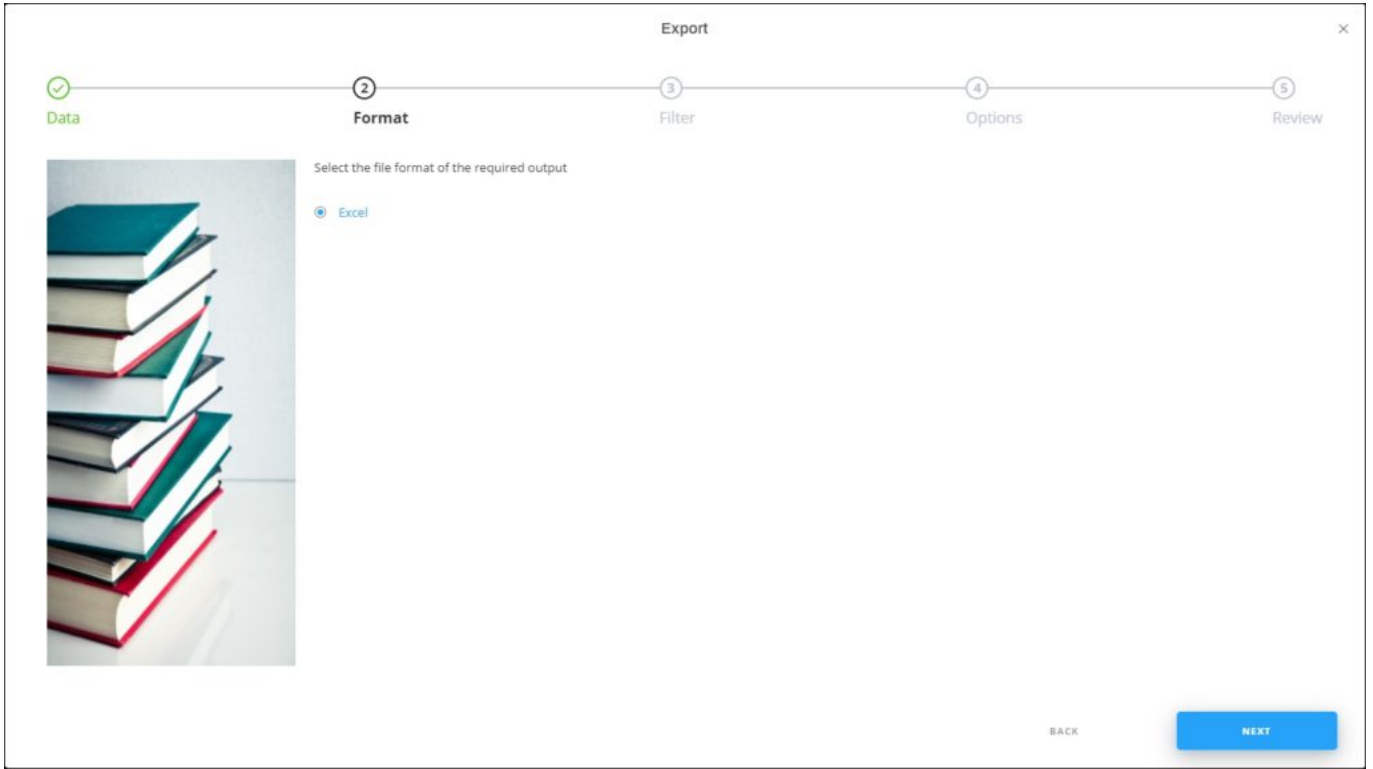 Export
2 3 4 5
Data Format Filter Options Review
Select the file format of the required output
Excel
BACK NEXT